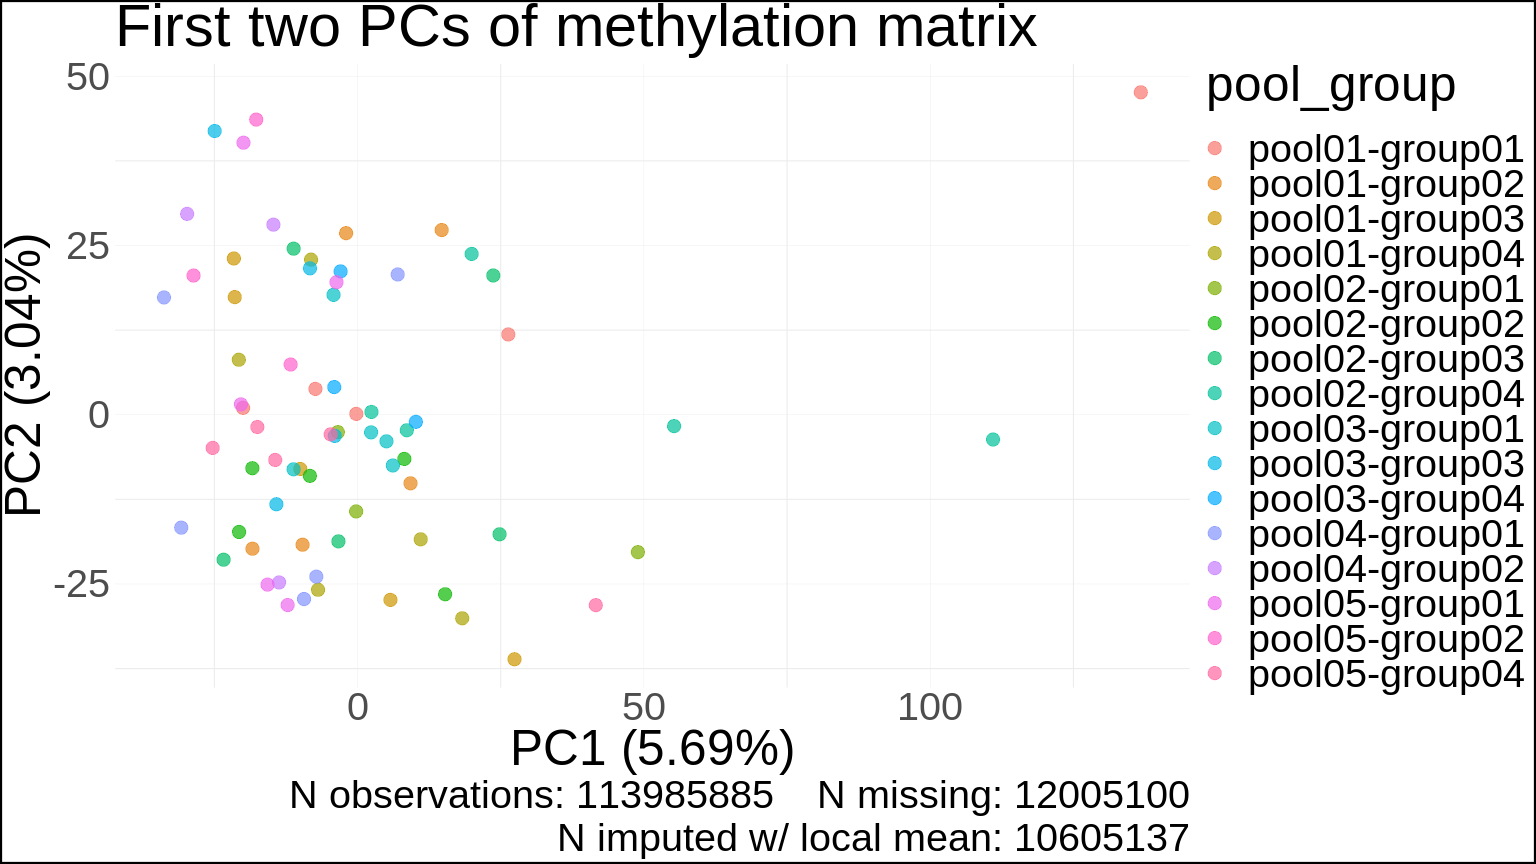 First two PCs of methylation matrix
50
25
0
-25
PC2 (3.04%)
0 50 100
PC1 (5.69%)
N observations: 113985885 N missing: 12005100
N imputed w/ local mean: 10605137
pool_group
pool01-group01
pool01-group02
pool01-group03
pool01-group04
pool02-group01
pool02-group02
pool02-group03
pool02-group04
pool03-group01
pool03-group03
pool03-group04
pool04-group01
pool04-group02
pool05-group01
pool05-group02
pool05-group04